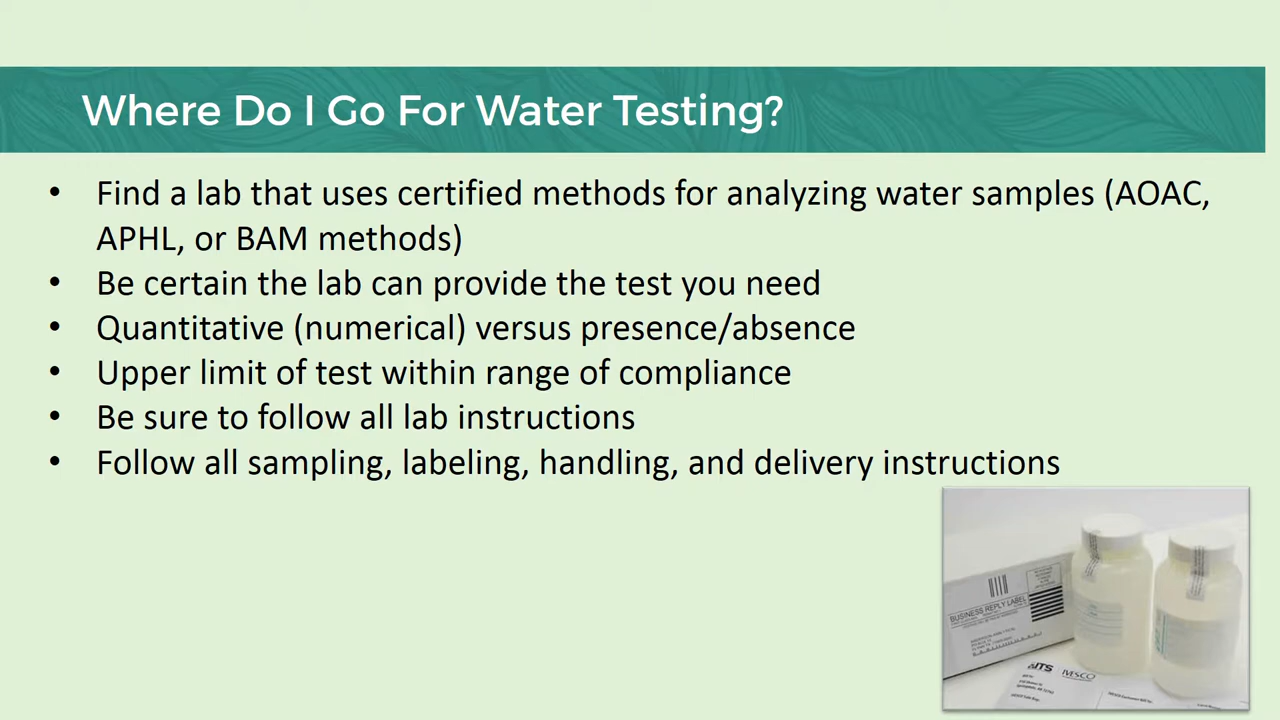 Where Do I Go For Water Testing?
• Find a lab that uses certified methods for analyzing water samples (AOAC,
APHL, or BAM methods)
• Be certain the lab can provide the test you need
• Quantitative (numerical) versus presence/absence
• Upper limit of test within range of compliance
• Be sure to follow all lab instructions
• Follow all sampling, labeling, handling, and delivery instructions
BUSINESS REPLY LABEL
IVESCO